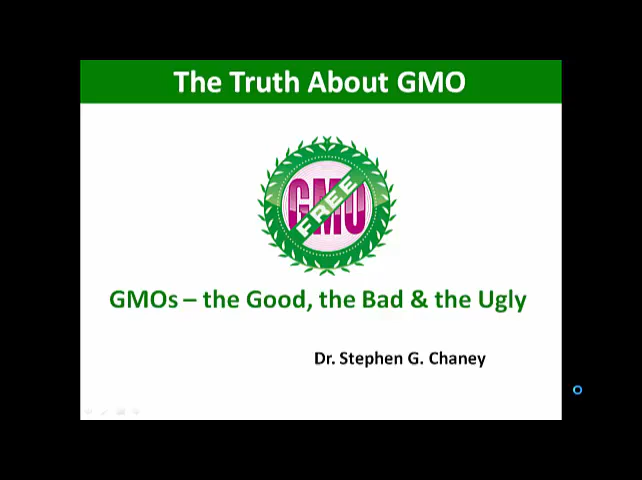 The Truth About GMO
GMO
FREE
GMOs – the Good, the Bad & the Ugly
Dr. Stephen G. Chaney